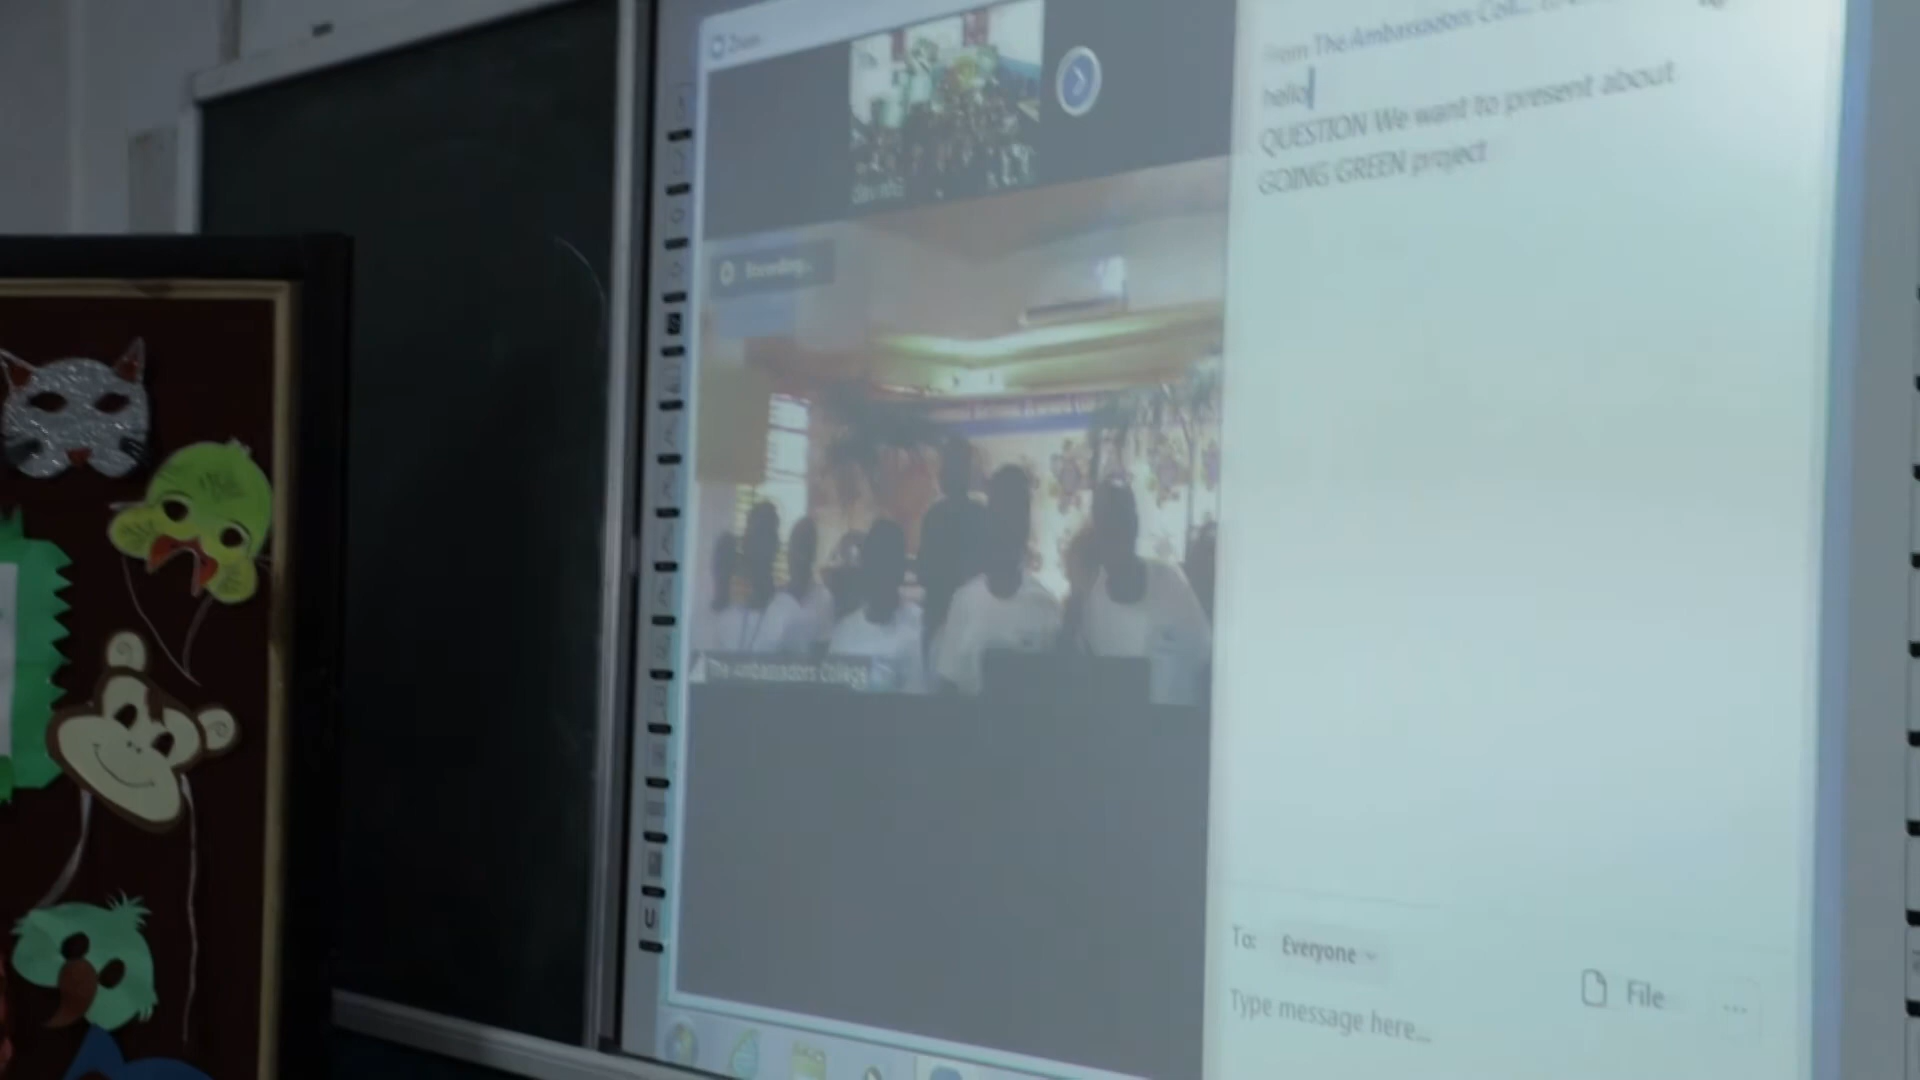 Zoom
From The Ambassadors Coll...
hello
QUESTION We want to present about
GOING GREEN project
Recording...
The Ambassadors College
To: Everyone
File
Type message here...
U